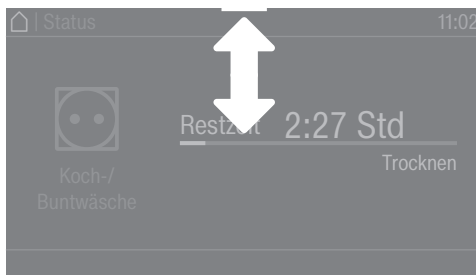 | Status 11:02
Restzeit 2:27 Std
Trocknen
Koch-/
Buntwäsche